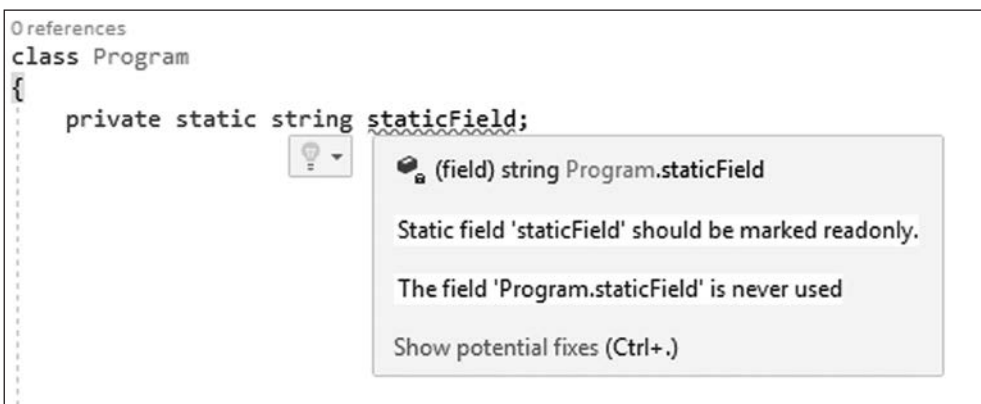 0 references
class Program
{
private static string staticField;
(field) string Program.staticField
Static field 'staticField' should be marked readonly.
The field 'Program.staticField' is never used
Show potential fixes (Ctrl+.)